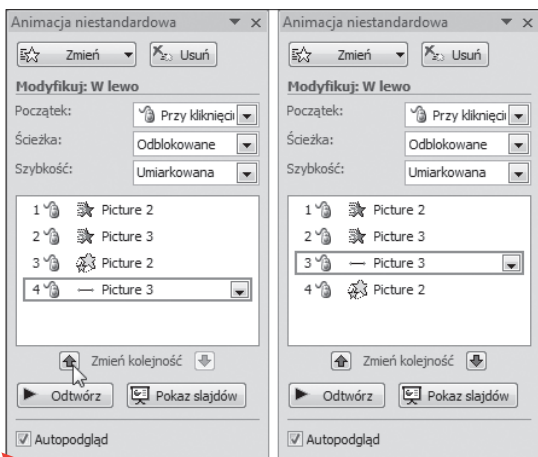 Animacja niestandardowa
Zmień Usuń
Modyfikuj: W lewo
Początek: Przy kliknięci
Ścieżka: Odblokowane
Szybkość: Umiarkowana
1 Picture 2
2 Picture 3
3 Picture 2
4 Picture 3
Zmień kolejność
Odtwórz Pokaz slajdów
Autopodgląd
Animacja niestandardowa
Zmień Usuń
Modyfikuj: W lewo
Początek: Przy kliknięci
Ścieżka: Odblokowane
Szybkość: Umiarkowana
1 Picture 2
2 Picture 3
3 Picture 3
4 Picture 2
Zmień kolejność
Odtwórz Pokaz slajdów
Autopodgląd